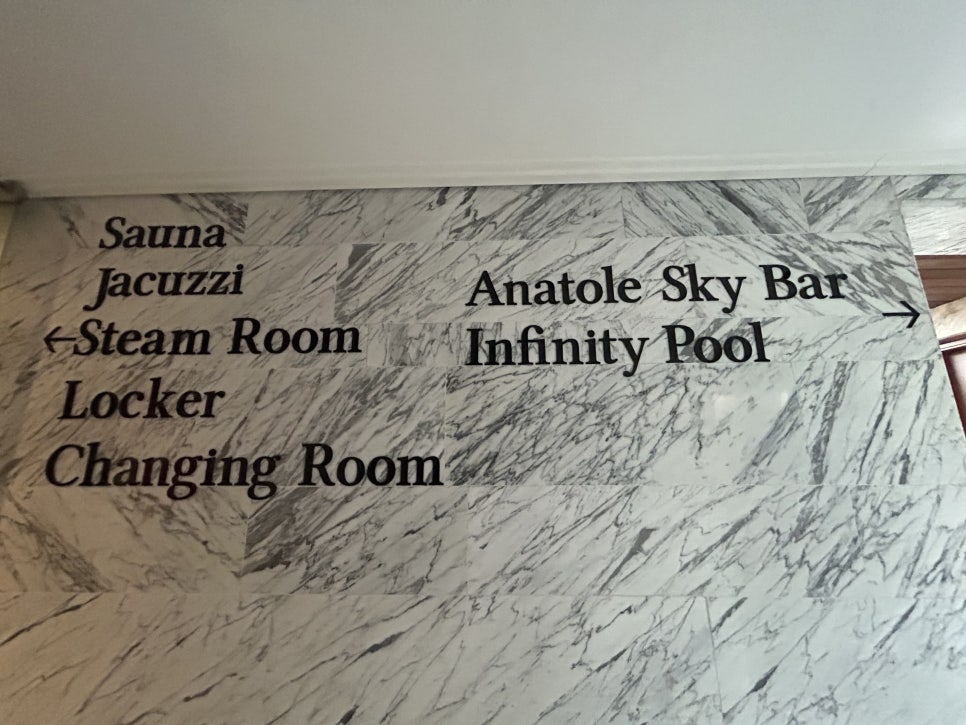 Sauna
Jacuzzi
←Steam Room
Locker
Changing Room
Anatole Sky Bar
Infinity Pool
→